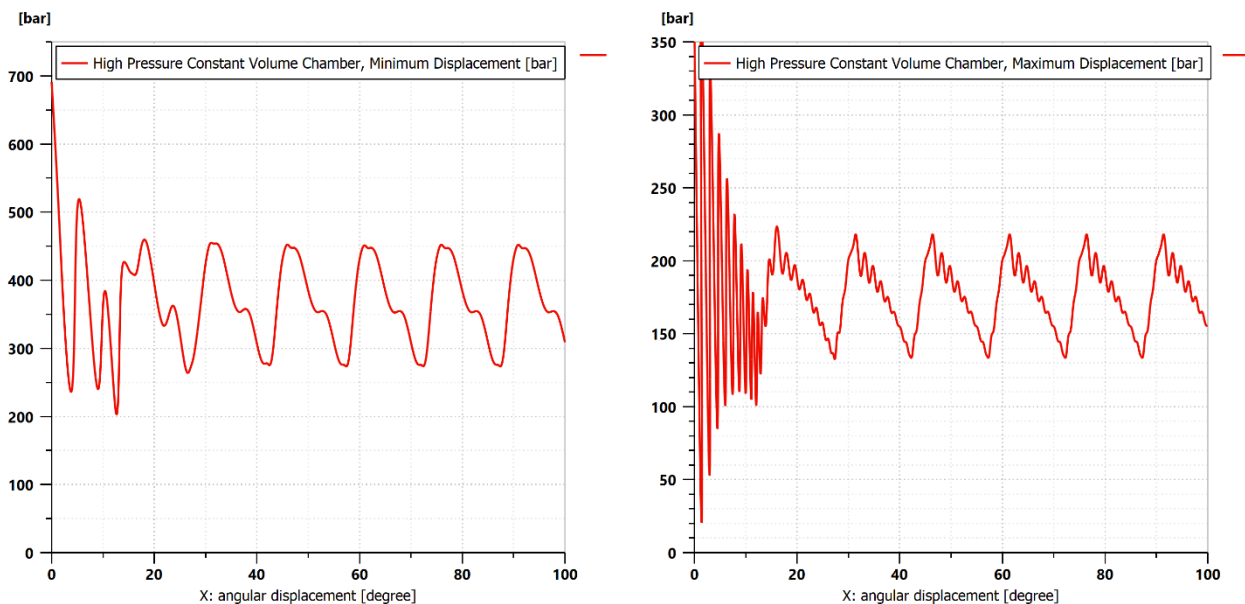 [bar]
High Pressure Constant Volume Chamber, Minimum Displacement [bar]
700
600
500
400
300
200
100
0
0 20 40 60 80 100
X: angular displacement [degree]
[bar]
High Pressure Constant Volume Chamber, Maximum Displacement [bar]
350
300
250
200
150
100
50
0
0 20 40 60 80 100
X: angular displacement [degree]